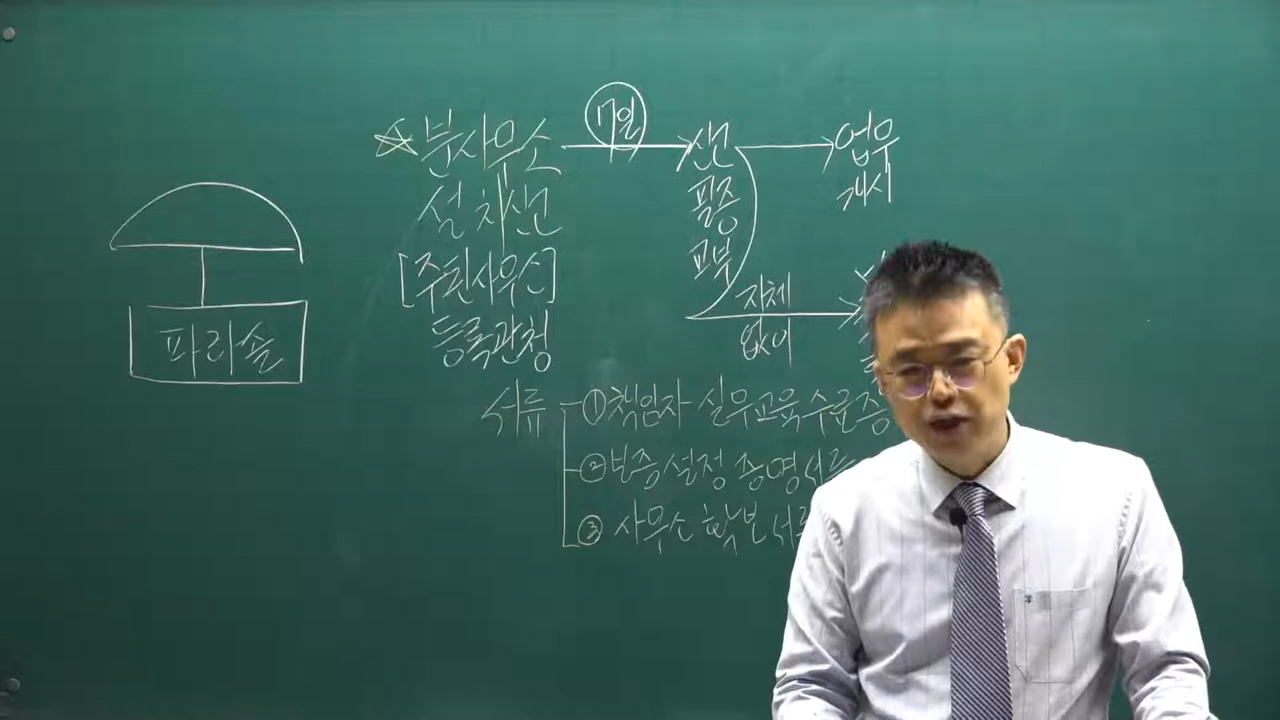 ☆분사무소
설치신고
[주된사무소]
등록관청
7일
신고
필증
교부
업무
개시
지체
없이
파라솔
서류
①책임자 실무교육수료증
②보증설정증명서류
③사무소 확보 서류